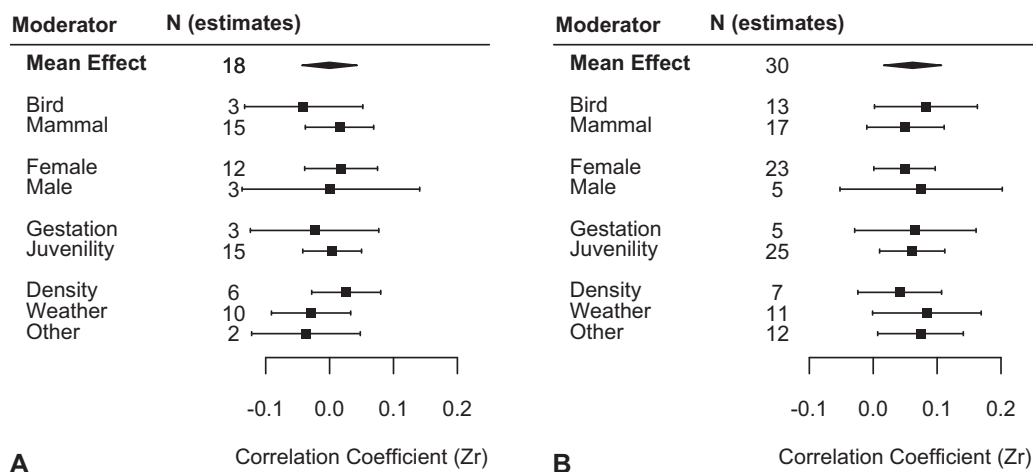 Moderator N (estimates)
Mean Effect 18
Bird 3
Mammal 15
Female 12
Male 3
Gestation 3
Juvenility 15
Density 6
Weather 10
Other 2
-0.1 0.0 0.1 0.2
A Correlation Coefficient (Zr)
Moderator N (estimates)
Mean Effect 30
Bird 13
Mammal 17
Female 23
Male 5
Gestation 5
Juvenility 25
Density 7
Weather 11
Other 12
-0.1 0.0 0.1 0.2
B Correlation Coefficient (Zr)